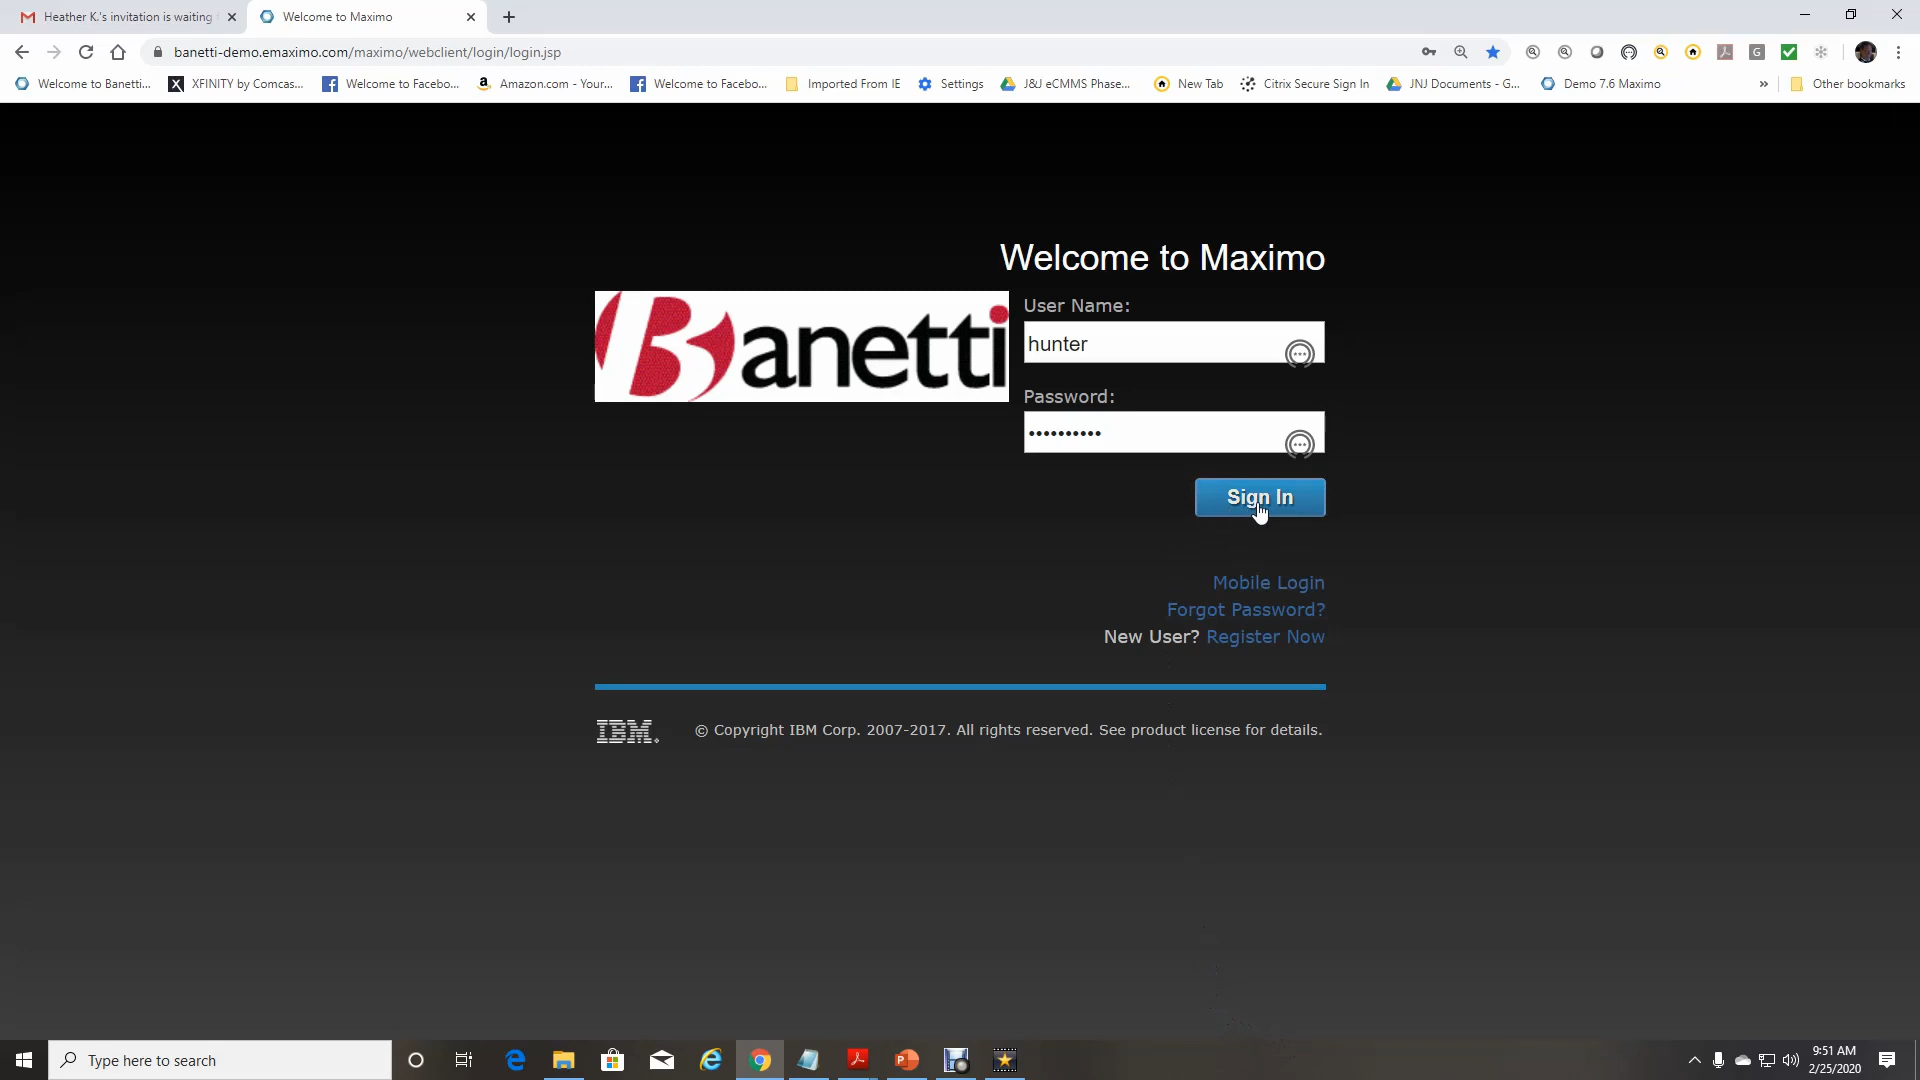 Heather K.'s invitation is waiting
Welcome to Maximo
banetti-demo.emaximo.com/maximo/webclient/login/login.jsp
Welcome to Banetti...
XFINITY by Comcas...
Welcome to Facebo...
Amazon.com - Your...
Welcome to Facebo...
Imported From IE
Settings
J&J eCMMS Phase...
New Tab
Citrix Secure Sign In
JNJ Documents - G...
Demo 7.6 Maximo
»
Other bookmarks
Welcome to Maximo
Banetti
User Name:
hunter
Password:
••••••••••
Sign In
Mobile Login
Forgot Password?
New User? Register Now
IBM.
© Copyright IBM Corp. 2007-2017. All rights reserved. See product license for details.
Type here to search
9:51 AM
2/25/2020